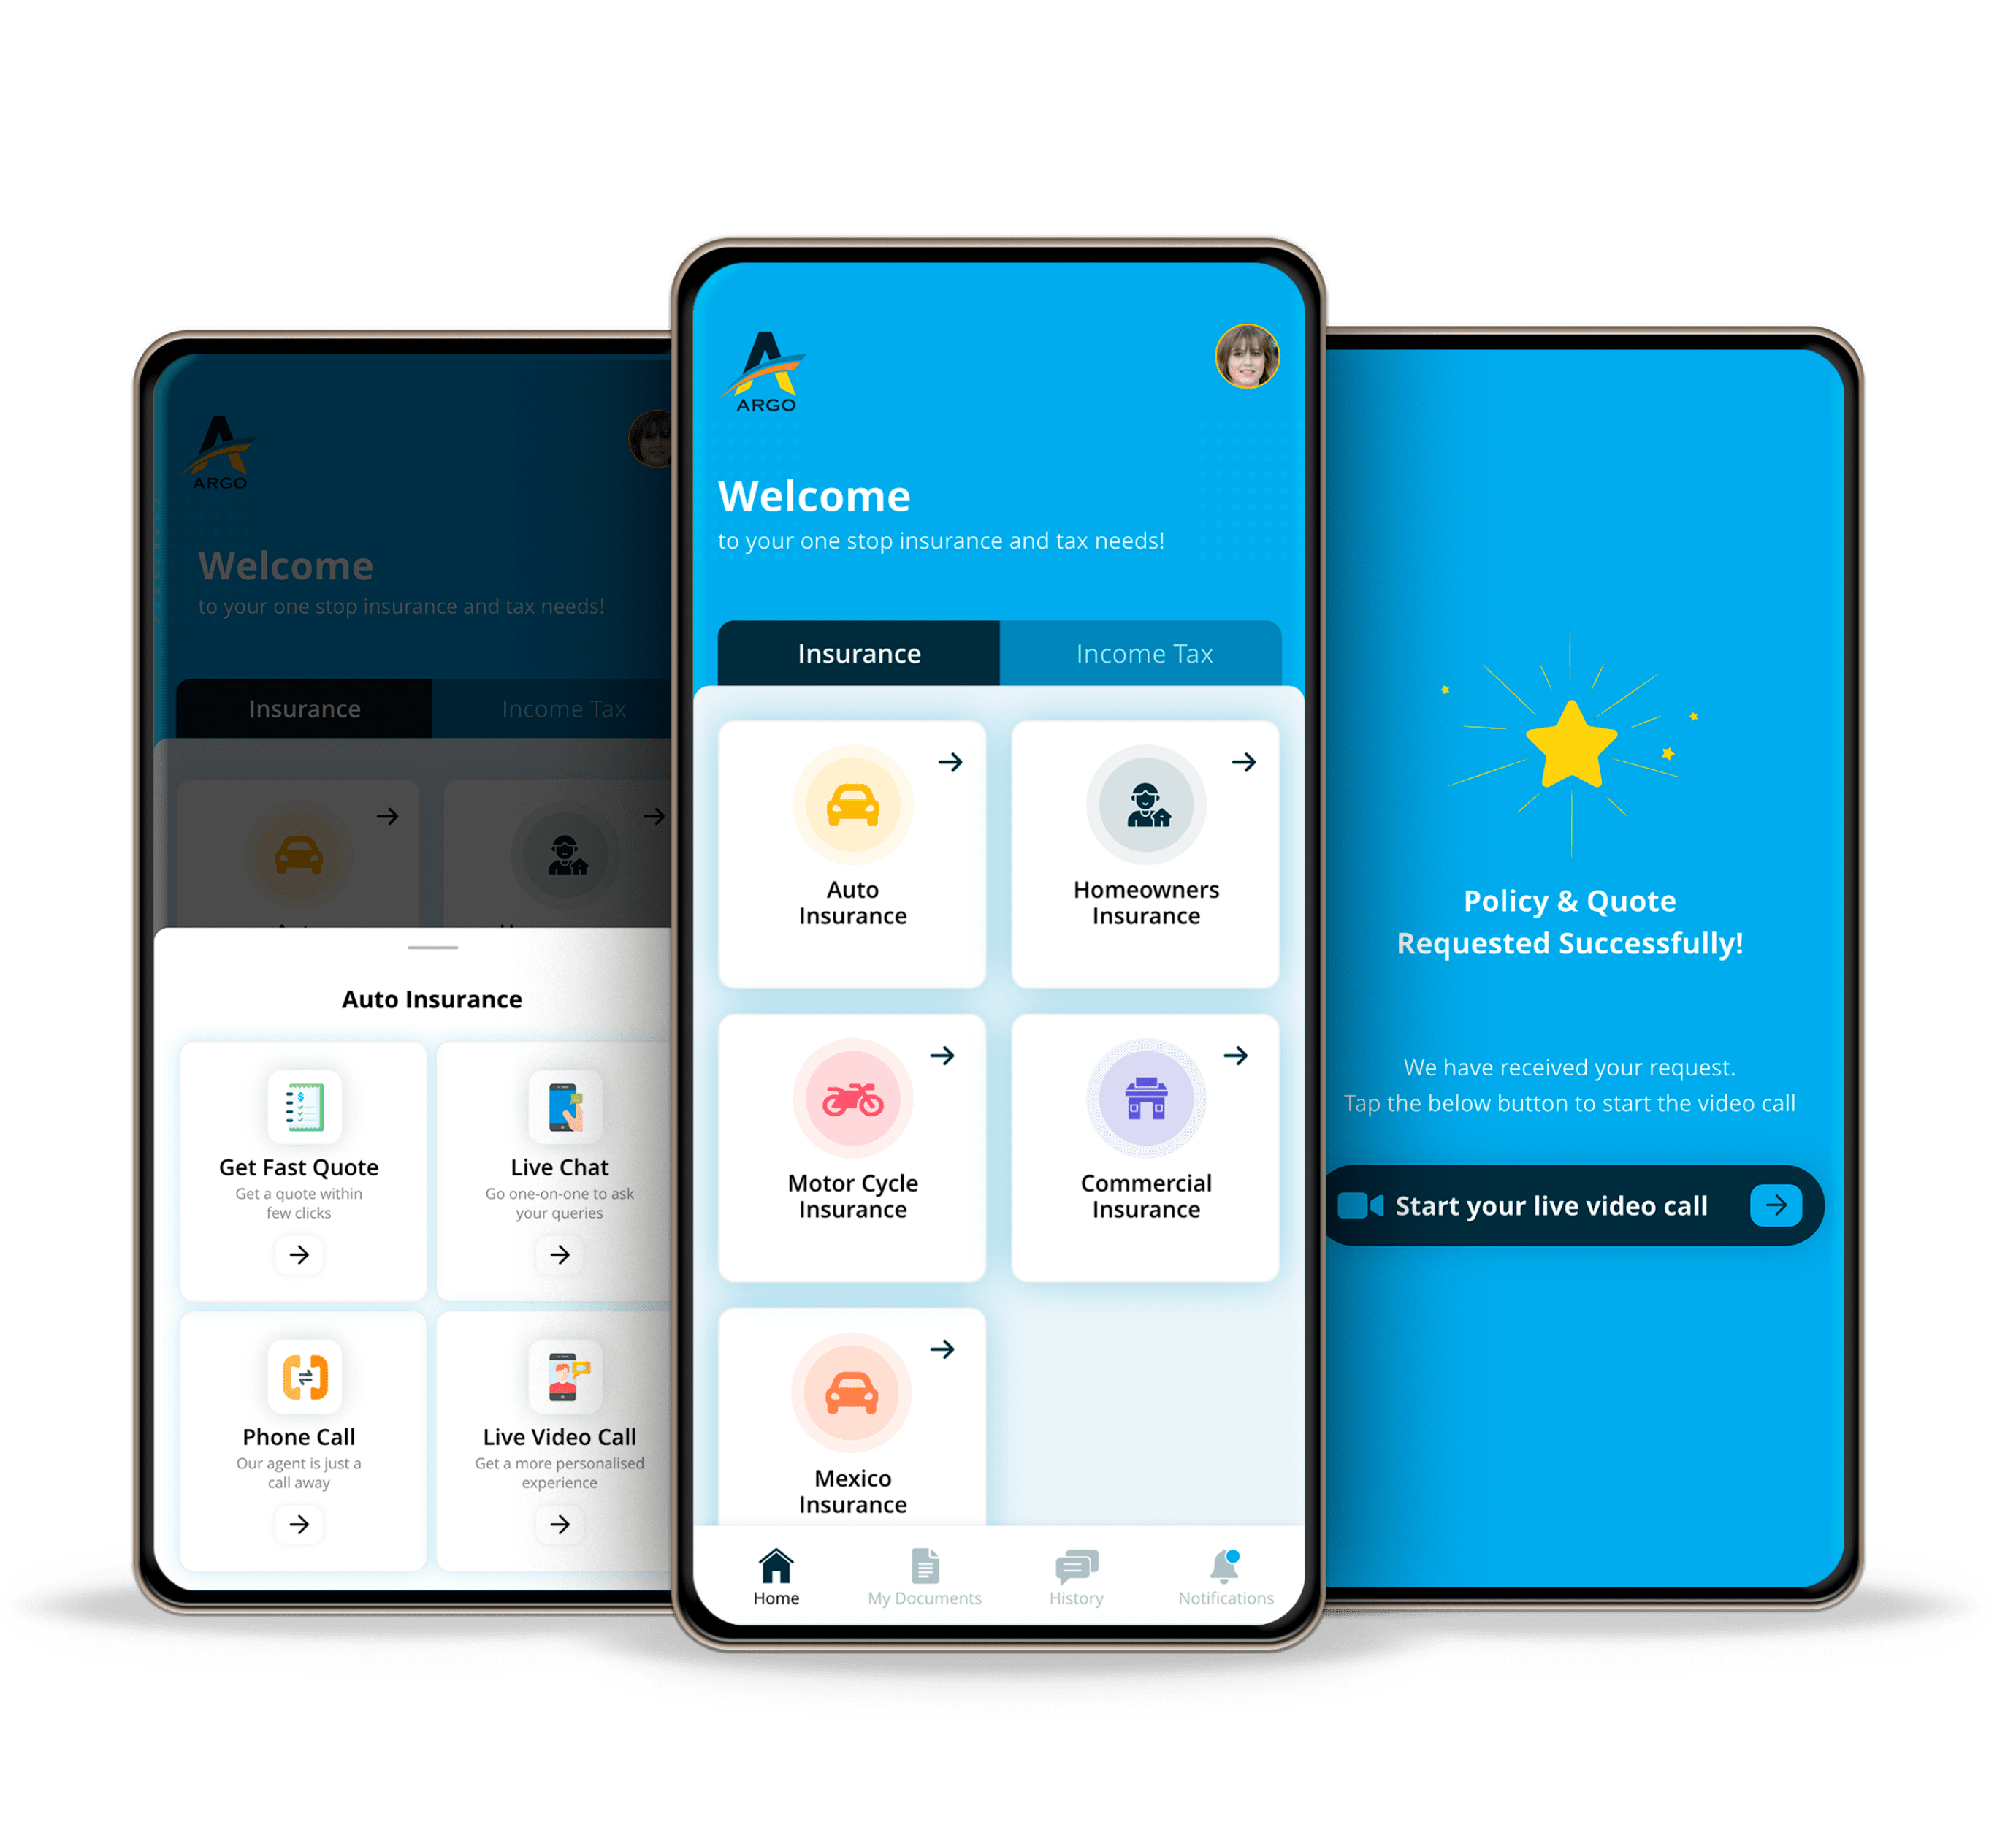 ARGO
Welcome
to your one stop insurance and tax needs!
Insurance
Income Tax
Auto Insurance
Get Fast Quote
Get a quote within
few clicks
Live Chat
Go one-on-one to ask
your queries
Phone Call
Our agent is just a
call away
Live Video Call
Get a more personalised
experience
ARGO
Welcome
to your one stop insurance and tax needs!
Insurance
Income Tax
Auto
Insurance
Homeowners
Insurance
Motor Cycle
Insurance
Commercial
Insurance
Mexico
Insurance
Home
My Documents
History
Notifications
Policy & Quote
Requested Successfully!
We have received your request.
Tap the below button to start the video call
Start your live video call